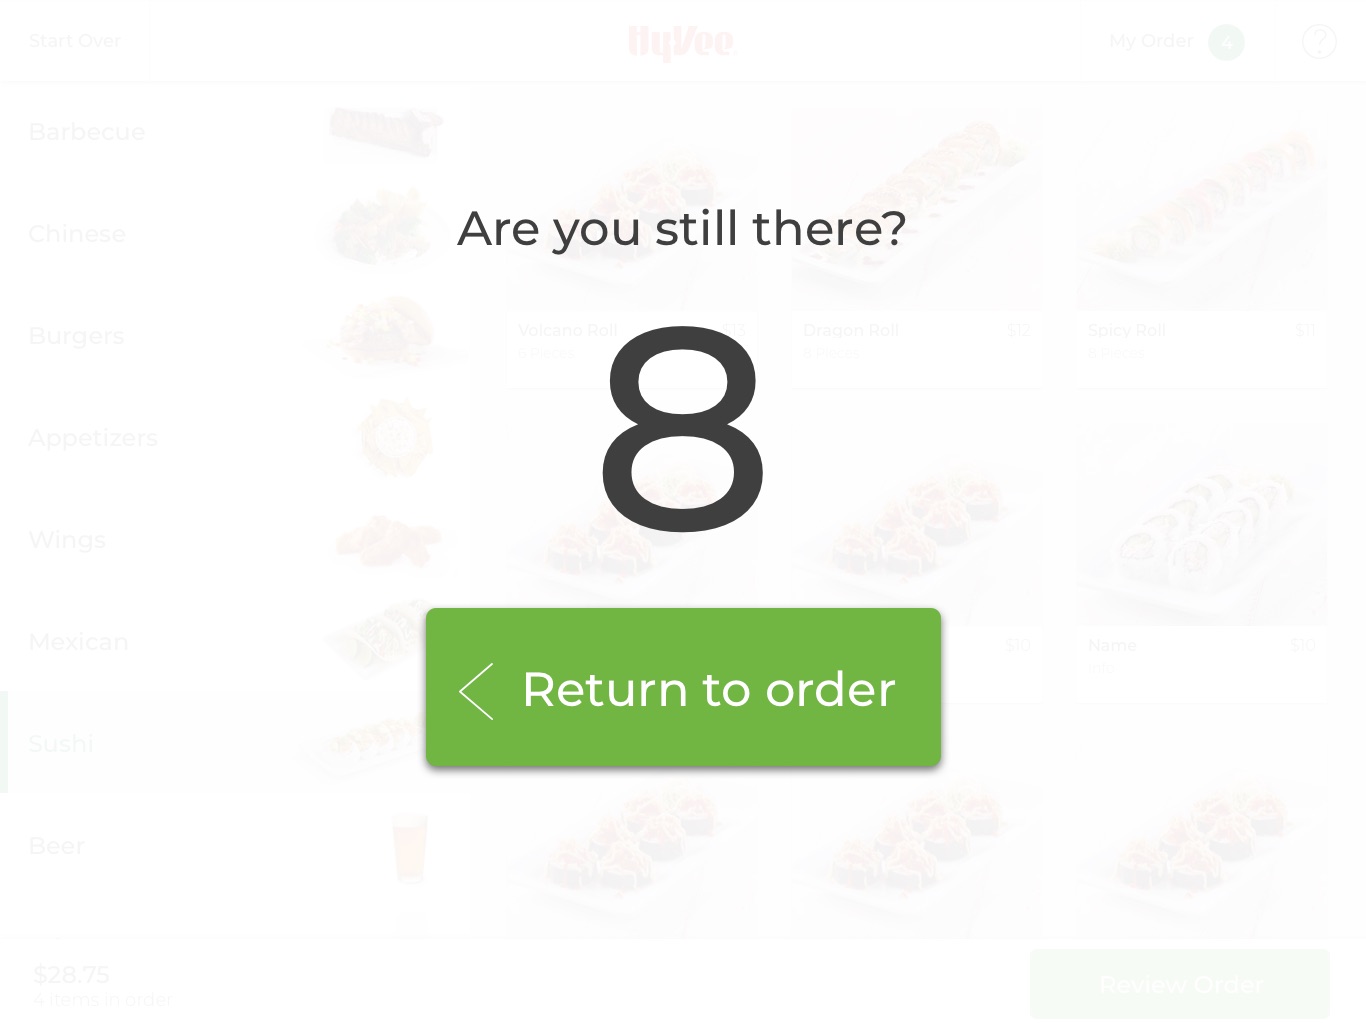 Start Over
HyVee
My Order 4 ?
Barbecue
Chinese
Burgers
Appetizers
Wings
Mexican
Sushi
Beer
Are you still there?
8
Return to order
Volcano Roll $13
6 Pieces
Dragon Roll $12
8 Pieces
Spicy Roll $11
8 Pieces
$10
Name $10
Info
$28.75
4 items in order
Review Order